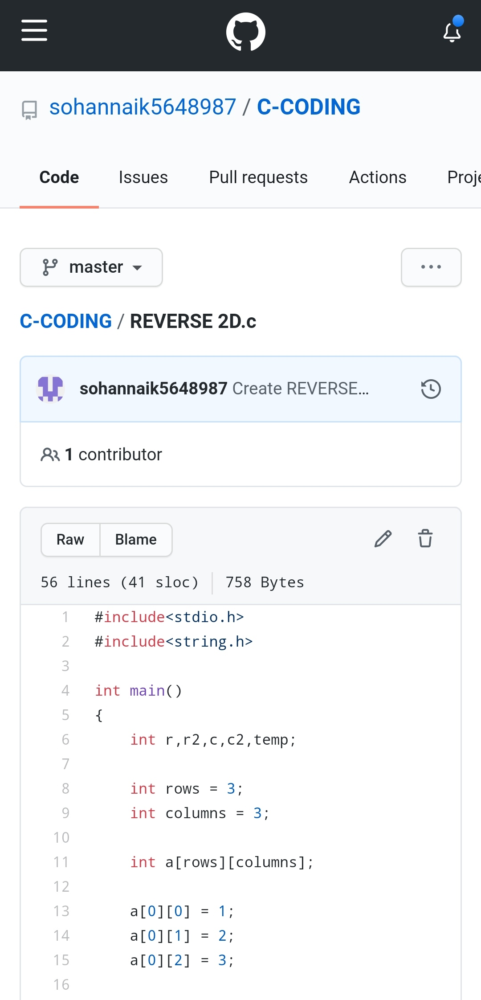 sohannaik5648987 / C-CODING
Code Issues Pull requests Actions Proje
master
C-CODING / REVERSE 2D.c
sohannaik5648987 Create REVERSE...
1 contributor
Raw Blame
56 lines (41 sloc) 758 Bytes
1 #include<stdio.h>
2 #include<string.h>
3
4 int main()
5 {
6 int r,r2,c,c2,temp;
7
8 int rows = 3;
9 int columns = 3;
10
11 int a[rows][columns];
12
13 a[0][0] = 1;
14 a[0][1] = 2;
15 a[0][2] = 3;
16